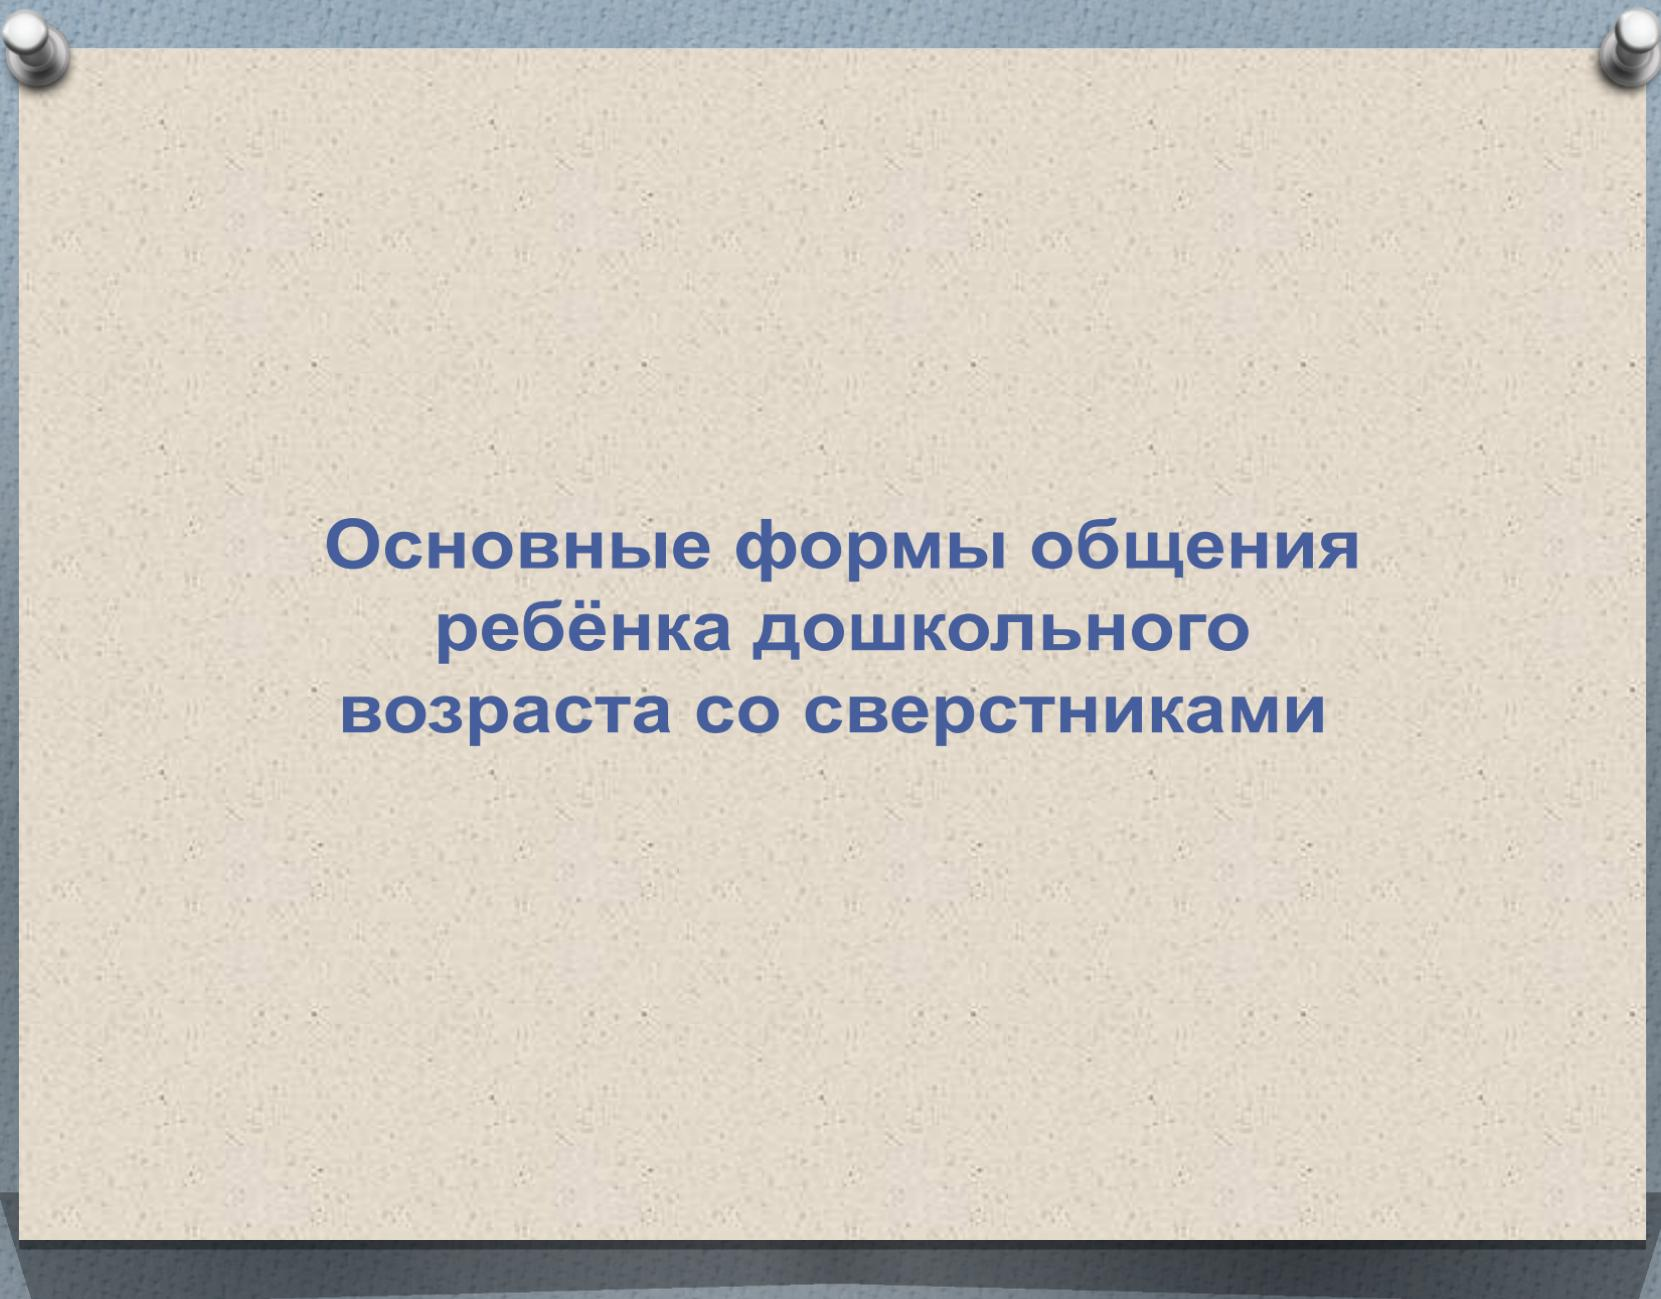 Основные формы общения
ребёнка дошкольного
возраста со сверстниками